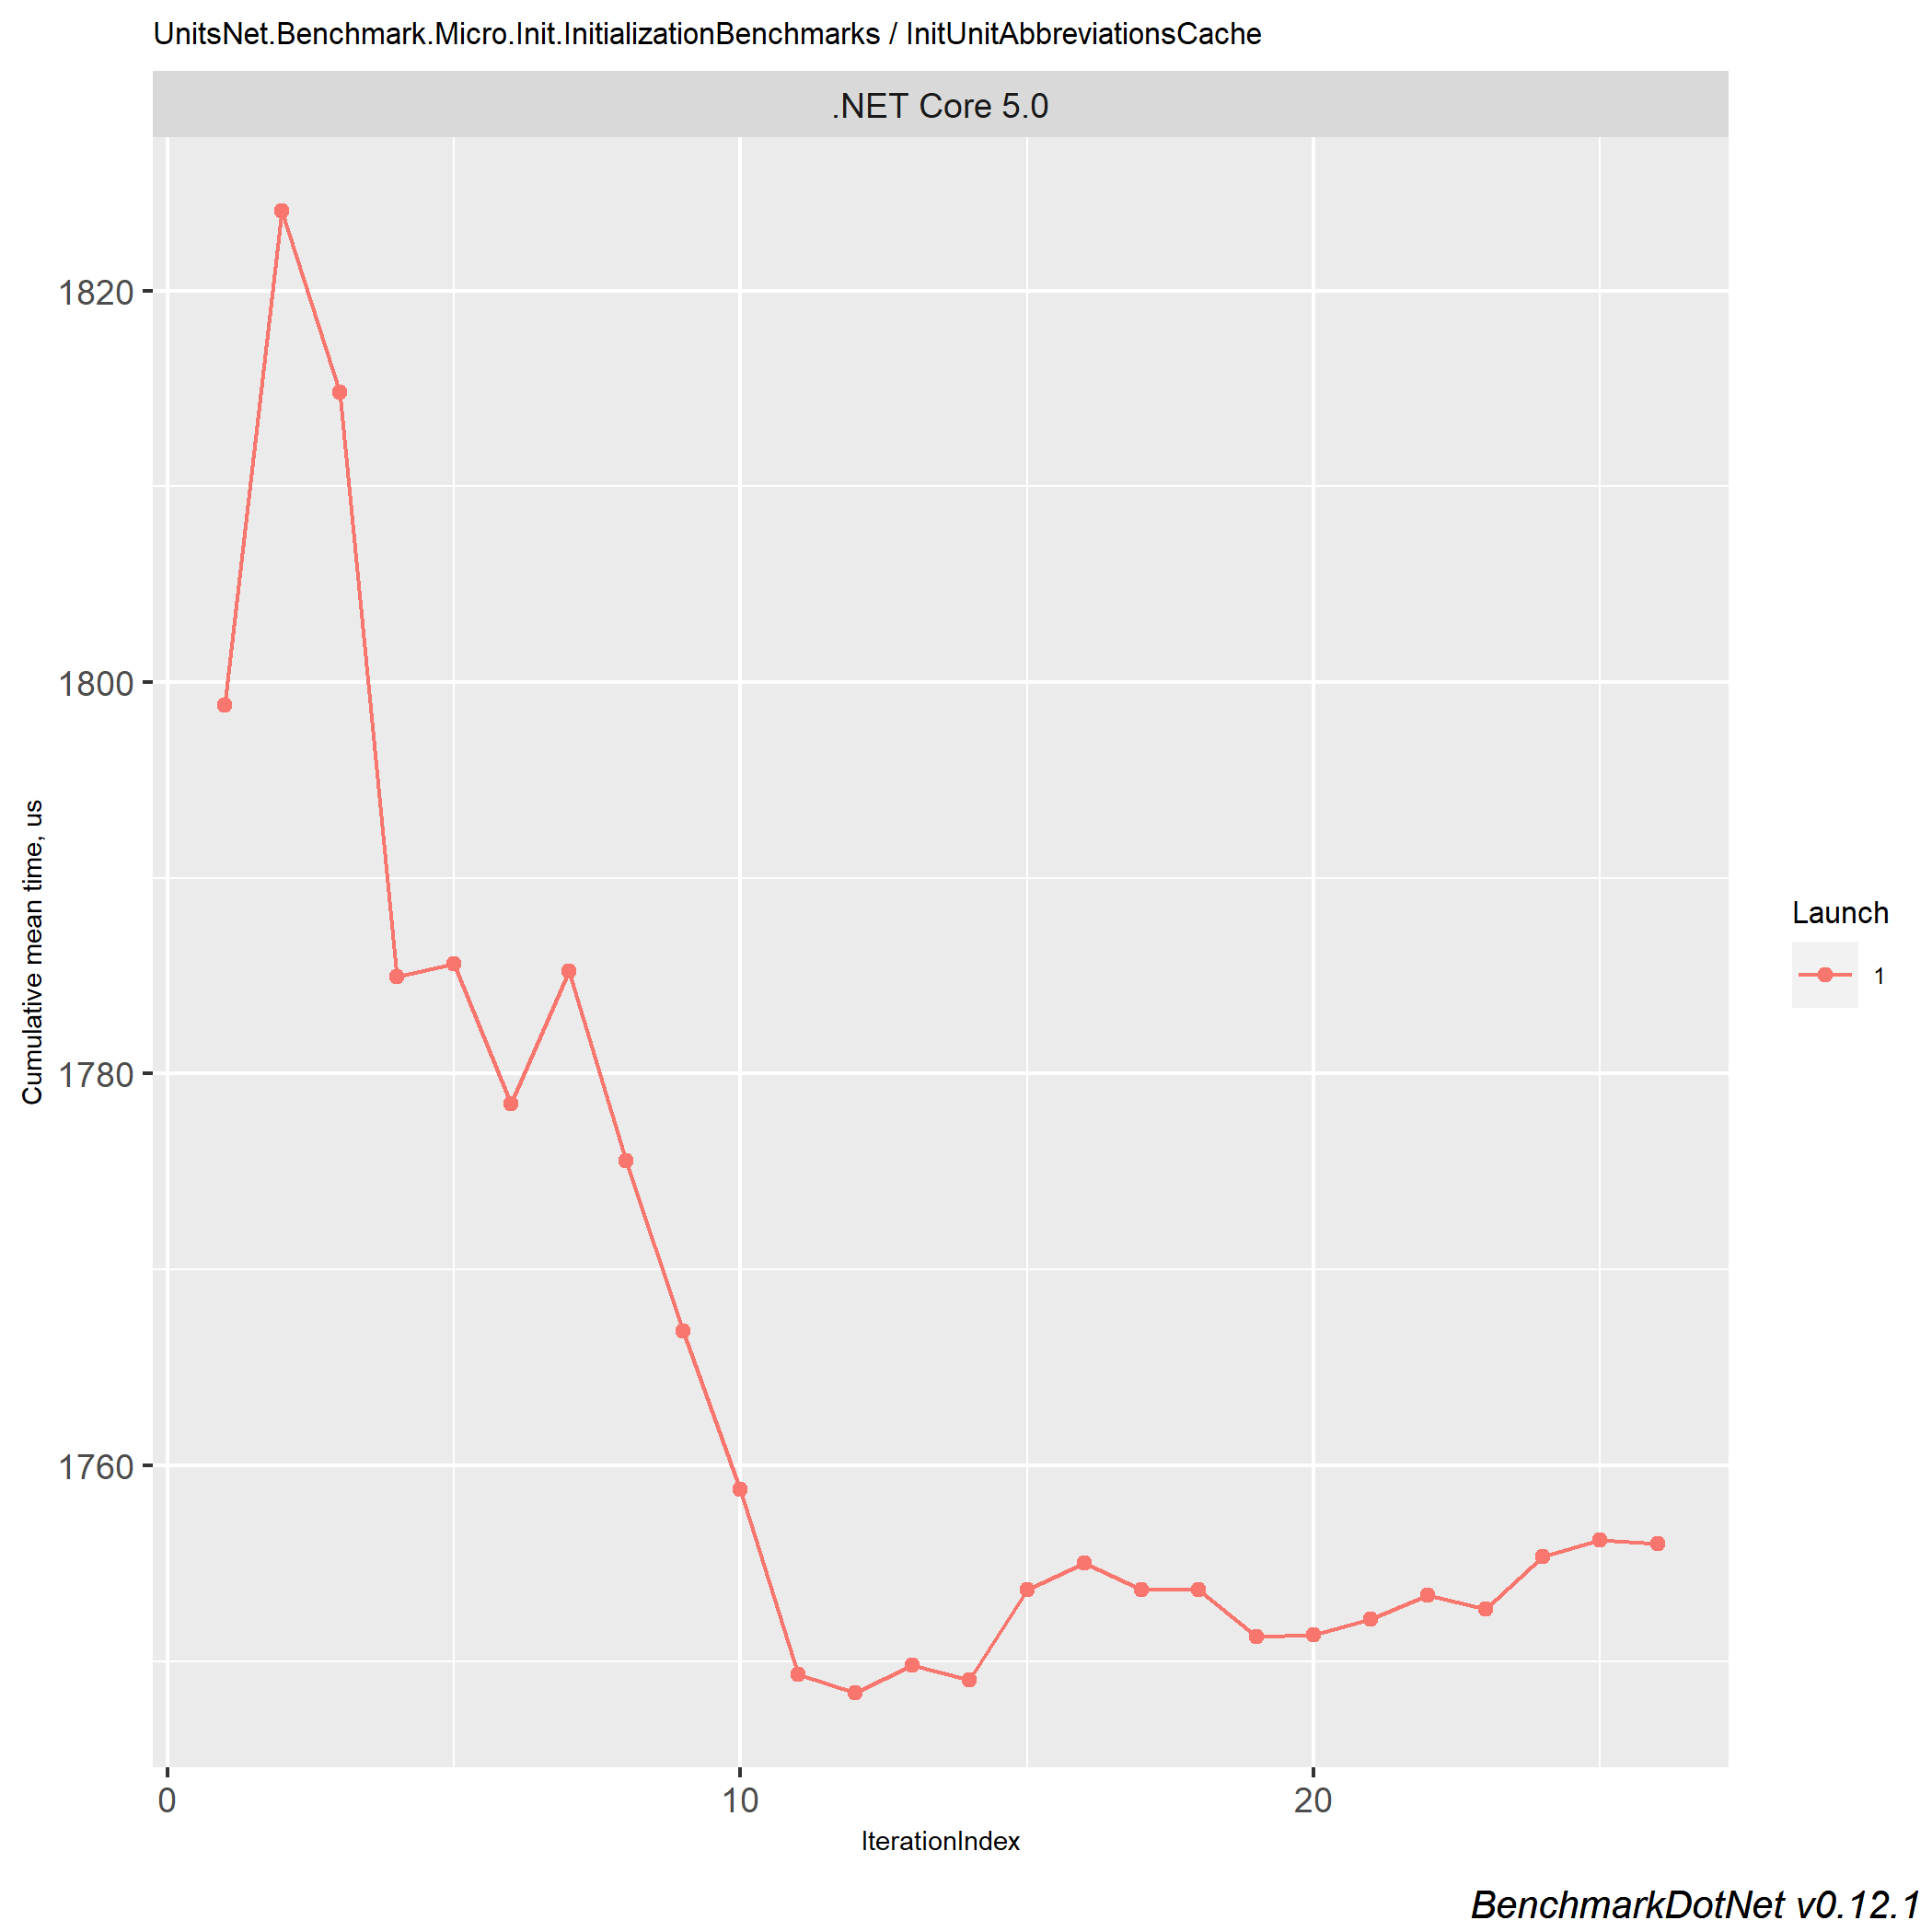 UnitsNet.Benchmark.Micro.Init.InitializationBenchmarks / InitUnitAbbreviationsCache
.NET Core 5.0
1820
1800
1780
1760
Cumulative mean time, us
0
10
20
IterationIndex
Launch
1
BenchmarkDotNet v0.12.1